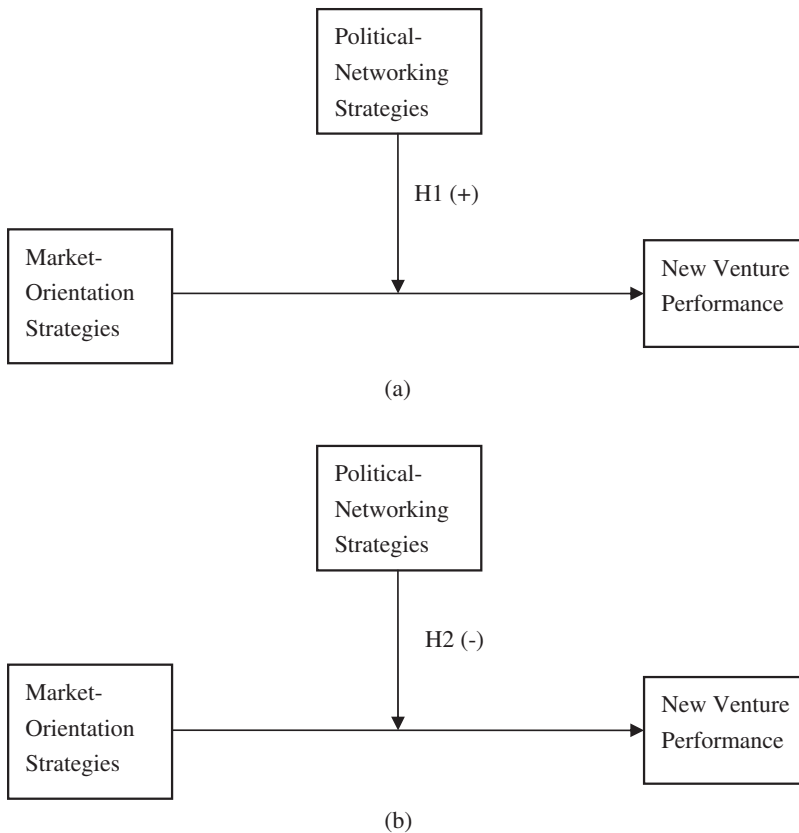 Political-
Networking
Strategies
H1 (+)
Market-
Orientation
Strategies
New Venture
Performance
(a)
Political-
Networking
Strategies
H2 (-)
Market-
Orientation
Strategies
New Venture
Performance
(b)